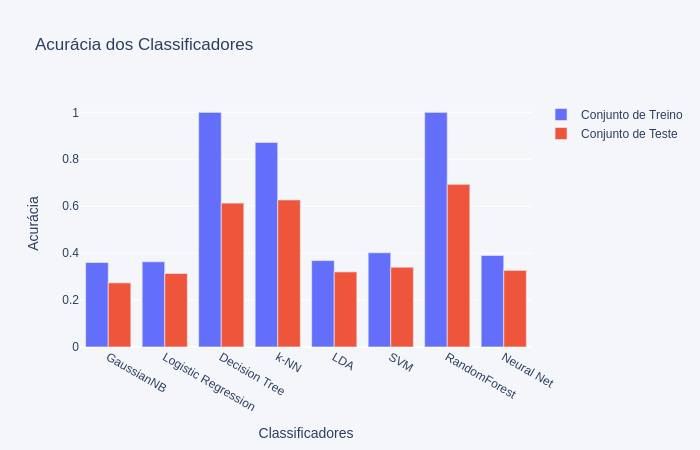 Acurácia dos Classificadores
Conjunto de Treino
Conjunto de Teste
Acurácia
1
0.8
0.6
0.4
0.2
0
GaussianNB
Logistic Regression
Decision Tree
k-NN
LDA
SVM
RandomForest
Neural Net
Classificadores